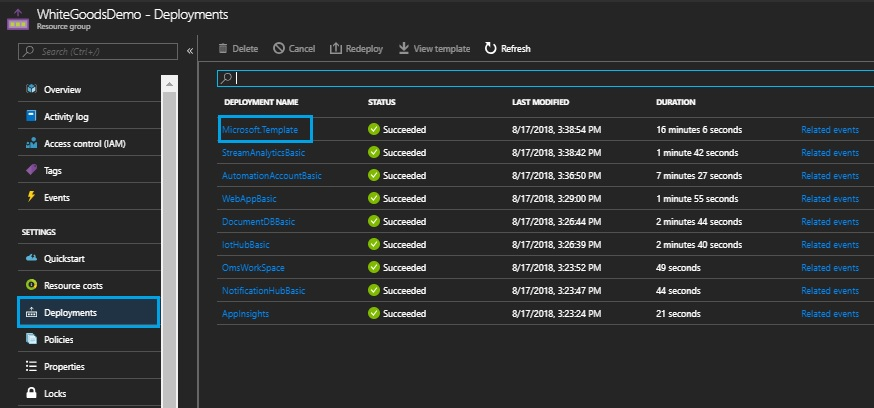 WhiteGoodsDemo - Deployments
Resource group
Search (Ctrl+/)
«
Delete Cancel Redeploy View template Refresh
Overview
Activity log
Access control (IAM)
Tags
Events
SETTINGS
Quickstart
Resource costs
Deployments
Policies
Properties
Locks
DEPLOYMENT NAME STATUS LAST MODIFIED DURATION
Microsoft.Template Succeeded 8/17/2018, 3:38:54 PM 16 minutes 6 seconds Related events
StreamAnalyticsBasic Succeeded 8/17/2018, 3:38:42 PM 1 minute 42 seconds Related events
AutomationAccountBasic Succeeded 8/17/2018, 3:36:50 PM 7 minutes 27 seconds Related events
WebAppBasic Succeeded 8/17/2018, 3:29:00 PM 1 minute 55 seconds Related events
DocumentDBBasic Succeeded 8/17/2018, 3:26:44 PM 2 minutes 44 seconds Related events
IotHubBasic Succeeded 8/17/2018, 3:26:39 PM 2 minutes 40 seconds Related events
OmsWorkSpace Succeeded 8/17/2018, 3:23:52 PM 49 seconds Related events
NotificationHubBasic Succeeded 8/17/2018, 3:23:47 PM 44 seconds Related events
AppInsights Succeeded 8/17/2018, 3:23:24 PM 21 seconds Related events